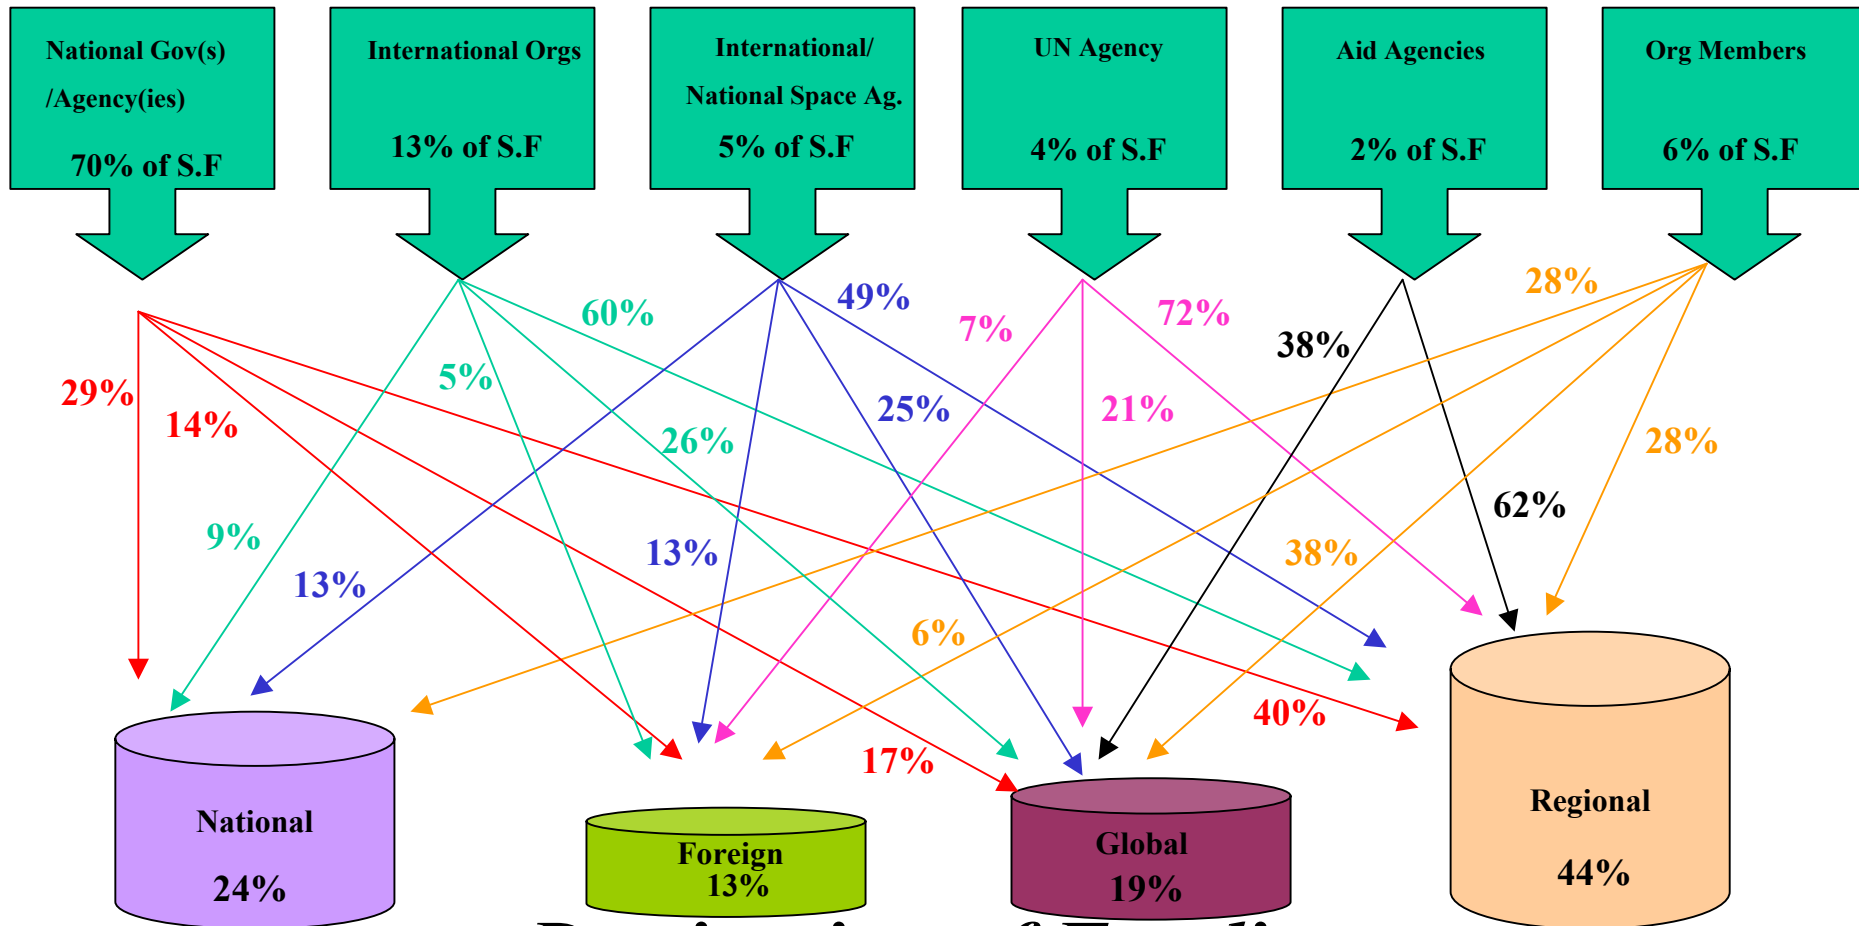 National Gov(s)
/Agency(ies)
70% of S.F
International Orgs
13% of S.F
International/
National Space Ag.
5% of S.F
UN Agency
4% of S.F
Aid Agencies
2% of S.F
Org Members
6% of S.F
28%
49%
60%
7%
72%
38%
5%
29%
14%
25%
21%
26%
28%
62%
9%
13%
13%
38%
6%
40%
17%
National
24%
Foreign
13%
Global
19%
Regional
44%